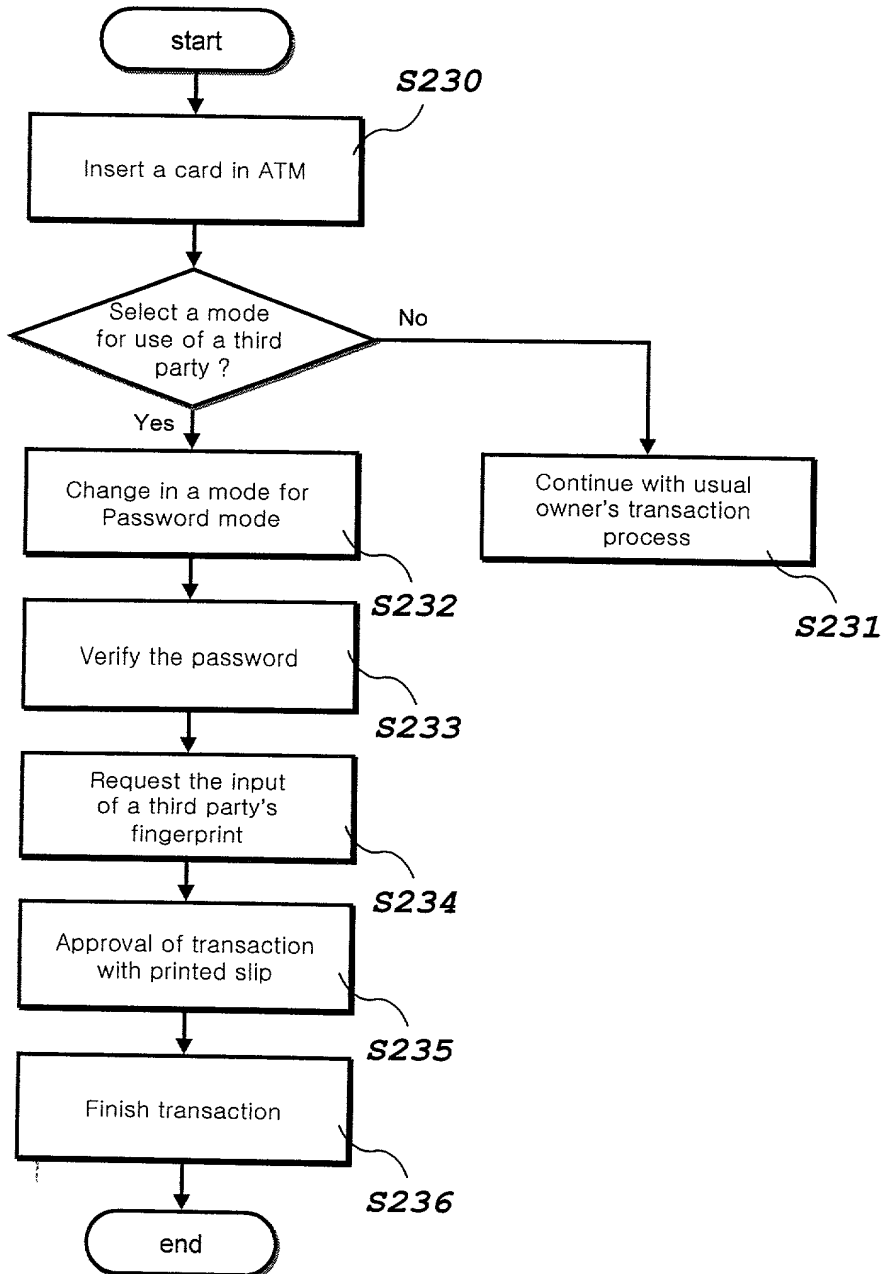 start
S230
Insert a card in ATM
Select a mode
for use of a third
party ?
No
Yes
Change in a mode for
Password mode
S232
Continue with usual
owner's transaction
process
S231
Verify the password
S233
Request the input
of a third party's
fingerprint
S234
Approval of transaction
with printed slip
S235
Finish transaction
S236
end